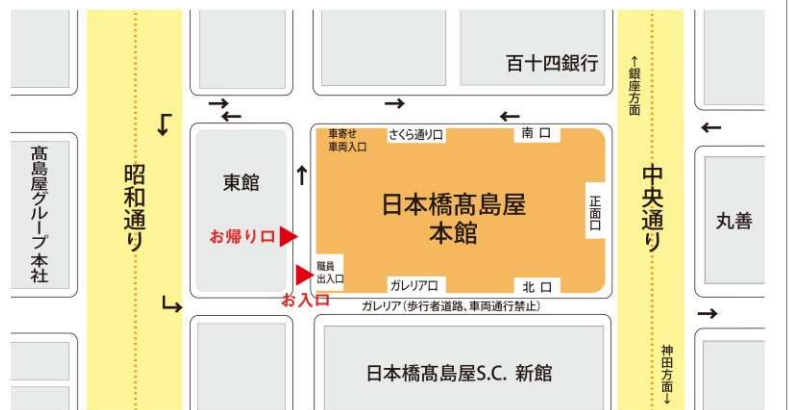 百十四銀行
↑銀座方面
車寄せ
車両入口
さくら通り口
南口
髙島屋グループ本社
昭和通り
東館
日本橋髙島屋
本館
正面口
中央通り
丸善
お帰り口
職員
出入口
お入口
ガレリア口
北口
ガレリア(歩行者道路、車両通行禁止)
日本橋髙島屋S.C. 新館
神田方面↓